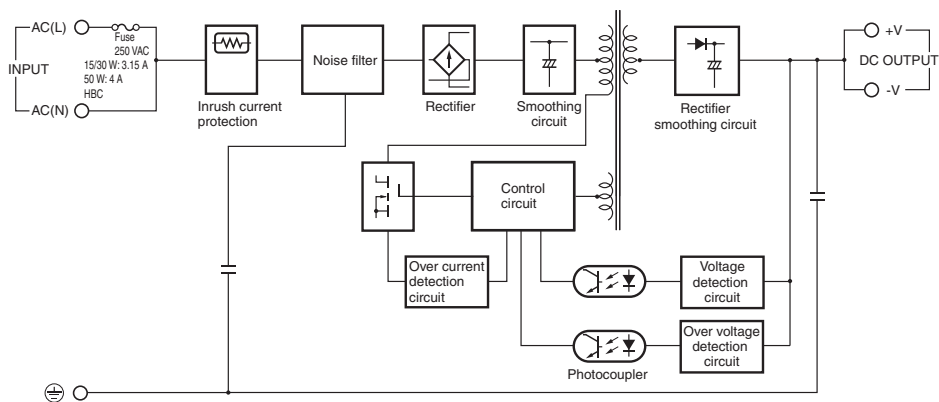 AC(L)
Fuse
250 VAC
15/30 W: 3.15 A
50 W: 4 A
HBC
INPUT
AC(N)
Inrush current
protection
Noise filter
Rectifier
Smoothing
circuit
Rectifier
smoothing circuit
+V
DC OUTPUT
-V
Control
circuit
Over current
detection
circuit
Voltage
detection
circuit
Over voltage
detection
circuit
Photocoupler